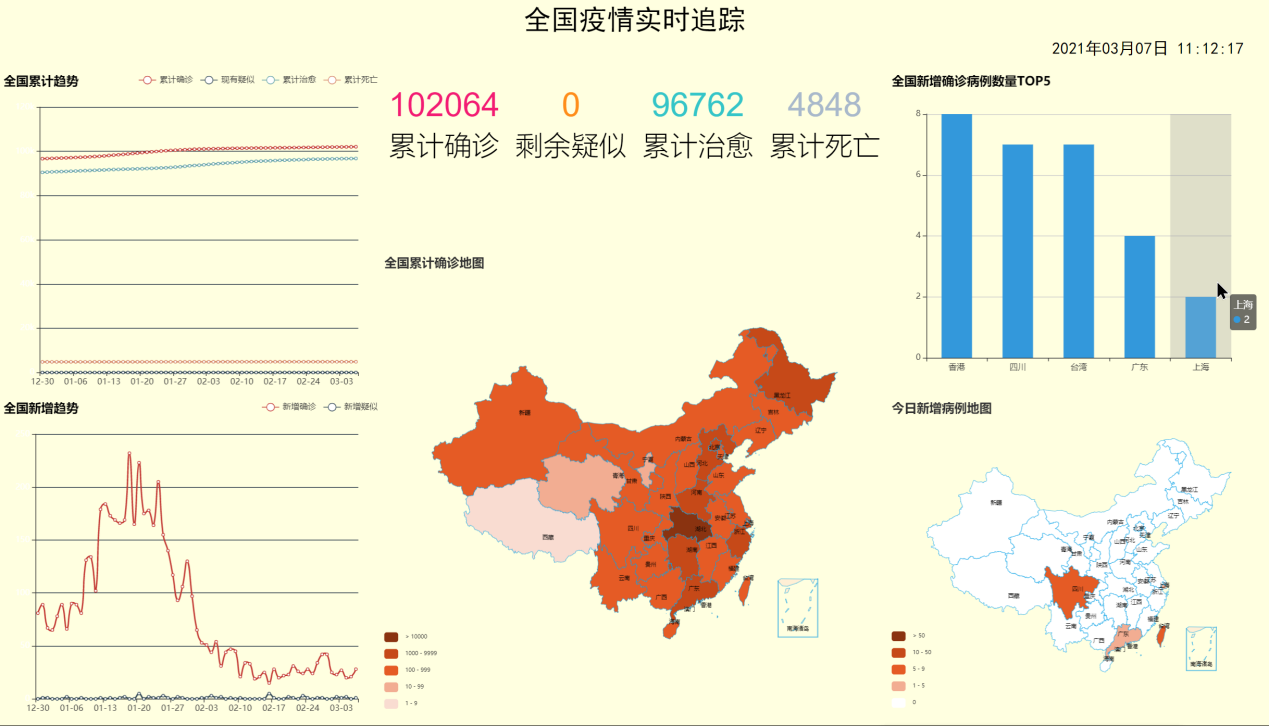 全国疫情实时追踪
2021年03月07日 11:12:17
全国累计趋势
累计确诊 现有疑似 累计治愈 累计死亡
12-30 01-06 01-13 01-20 01-27 02-03 02-10 02-17 02-24 03-03
全国新增趋势
新增确诊 新增疑似
12-30 01-06 01-13 01-20 01-27 02-03 02-10 02-17 02-24 03-03
102064 0 96762 4848
累计确诊 剩余疑似 累计治愈 累计死亡
全国累计确诊地图
黑龙江
吉林
新疆
辽宁
内蒙古
北京
天津
宁夏
山西 河北
青海
甘肃
山东
陕西
河南
安徽 江苏
上海
四川
湖北
浙江
重庆
湖南
江西
西藏
贵州
福建
云南
台湾
广西
广东
香港
澳门
海南
南海诸岛
> 10000
1000 - 9999
100 - 999
10 - 99
1 - 9
全国新增确诊病例数量TOP5
8
6
4
2
0
香港 四川 台湾 广东 上海
上海
2
今日新增病例地图
黑龙江
新疆
吉林
辽宁
内蒙古
北京
天津
宁夏
山西 河北
青海
甘肃
山东
陕西
河南
安徽 江苏
上海
四川
湖北
浙江
重庆
西藏
湖南
江西
贵州
福建
云南
台湾
广西
广东
香港
澳门
海南
南海诸岛
> 50
10 - 50
5 - 9
1 - 5
0